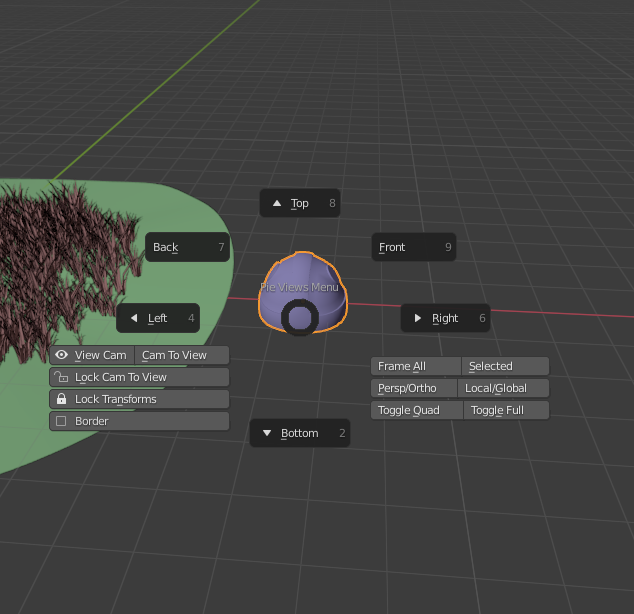 Top 8
Back 7
Front 9
Pie Views Menu
Left 4
Right 6
View Cam Cam To View
Frame All Selected
Lock Cam To View
Persp/Ortho Local/Global
Lock Transforms
Toggle Quad Toggle Full
Border
Bottom 2